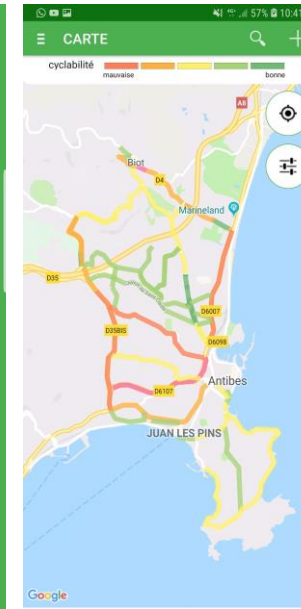 57% 10:41
CARTE
cyclabilité
mauvaise
bonne
A8
Biot
D4
Marineland
D35
D6007
D35BIS
D6098
Antibes
D6107
JUAN LES PINS
Google